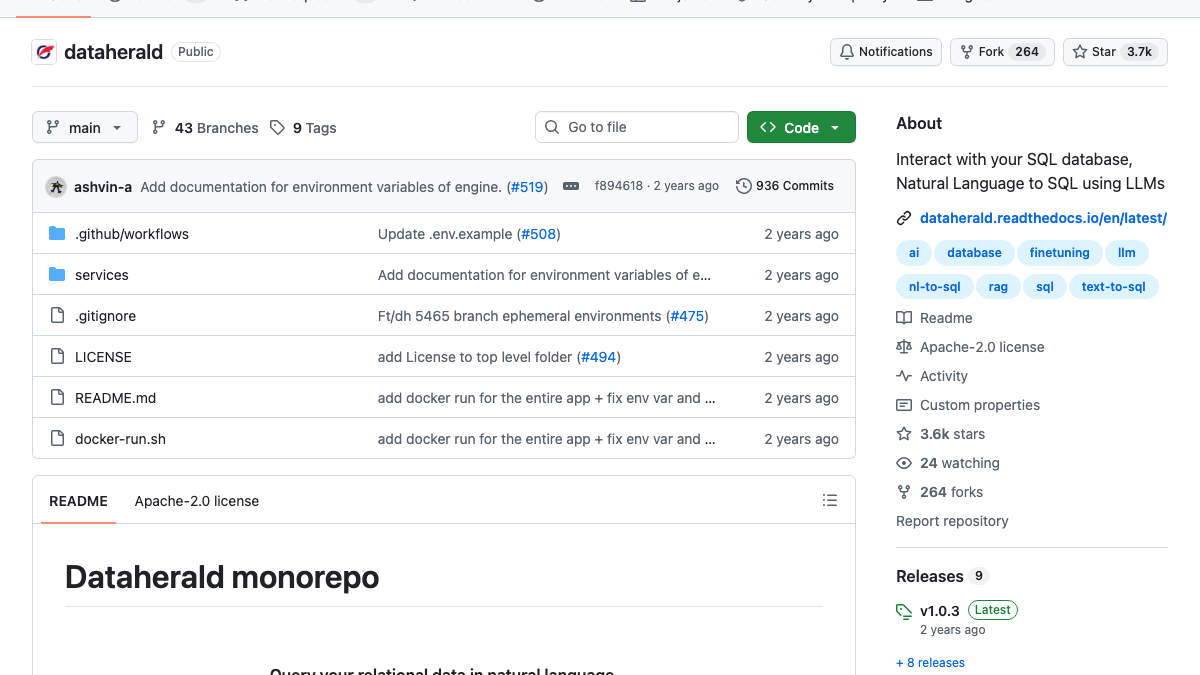 dataherald Public Notifications Fork 264 Star 3.7k
main 43 Branches 9 Tags Go to file Code
ashvin-a Add documentation for environment variables of engine. (#519) f894618 · 2 years ago 936 Commits
.github/workflows Update .env.example (#508) 2 years ago
services Add documentation for environment variables of e... 2 years ago
.gitignore Ft/dh 5465 branch ephemeral environments (#475) 2 years ago
LICENSE add License to top level folder (#494) 2 years ago
README.md add docker run for the entire app + fix env var and ... 2 years ago
docker-run.sh add docker run for the entire app + fix env var and ... 2 years ago
README Apache-2.0 license
Dataherald monorepo
Query your relational data in natural language
About
Interact with your SQL database,
Natural Language to SQL using LLMs
dataherald.readthedocs.io/en/latest/
ai database finetuning llm
nl-to-sql rag sql text-to-sql
Readme
Apache-2.0 license
Activity
Custom properties
3.6k stars
24 watching
264 forks
Report repository
Releases 9
v1.0.3 Latest
2 years ago
+ 8 releases